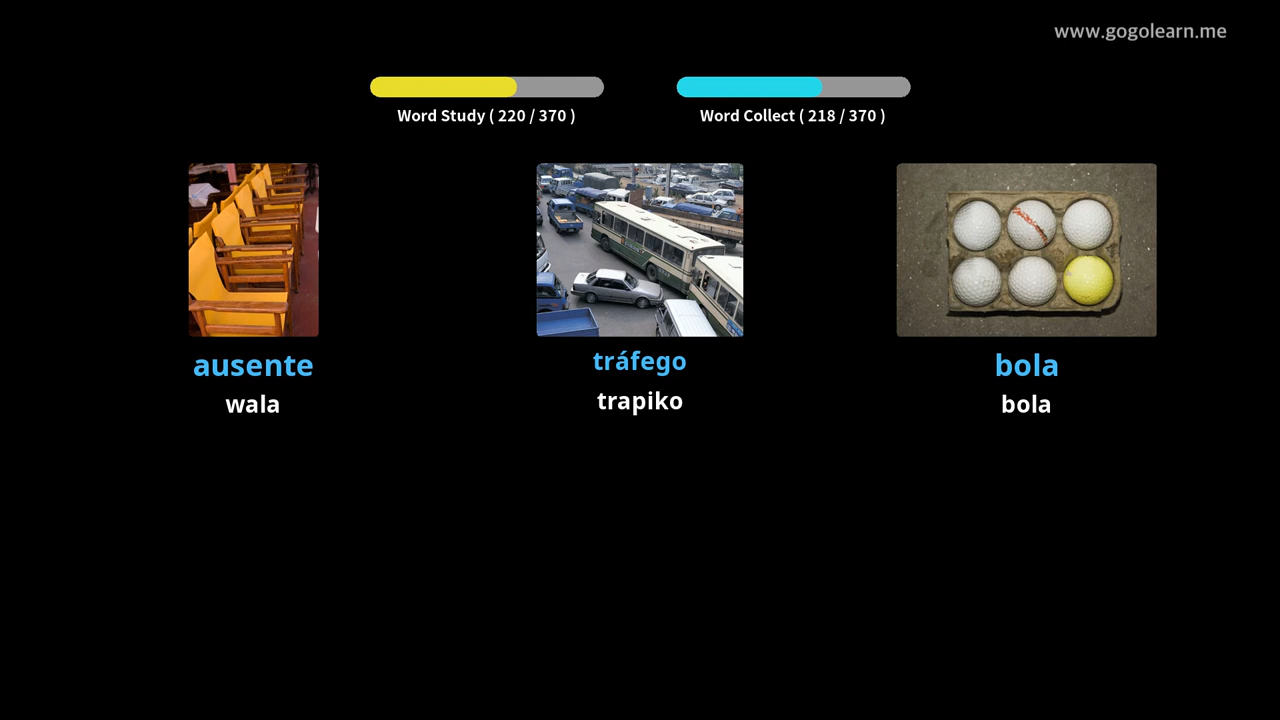 www.gogolearn.me
Word Study ( 220 / 370 )
Word Collect ( 218 / 370 )
ausente
wala
tráfego
trapiko
bola
bola